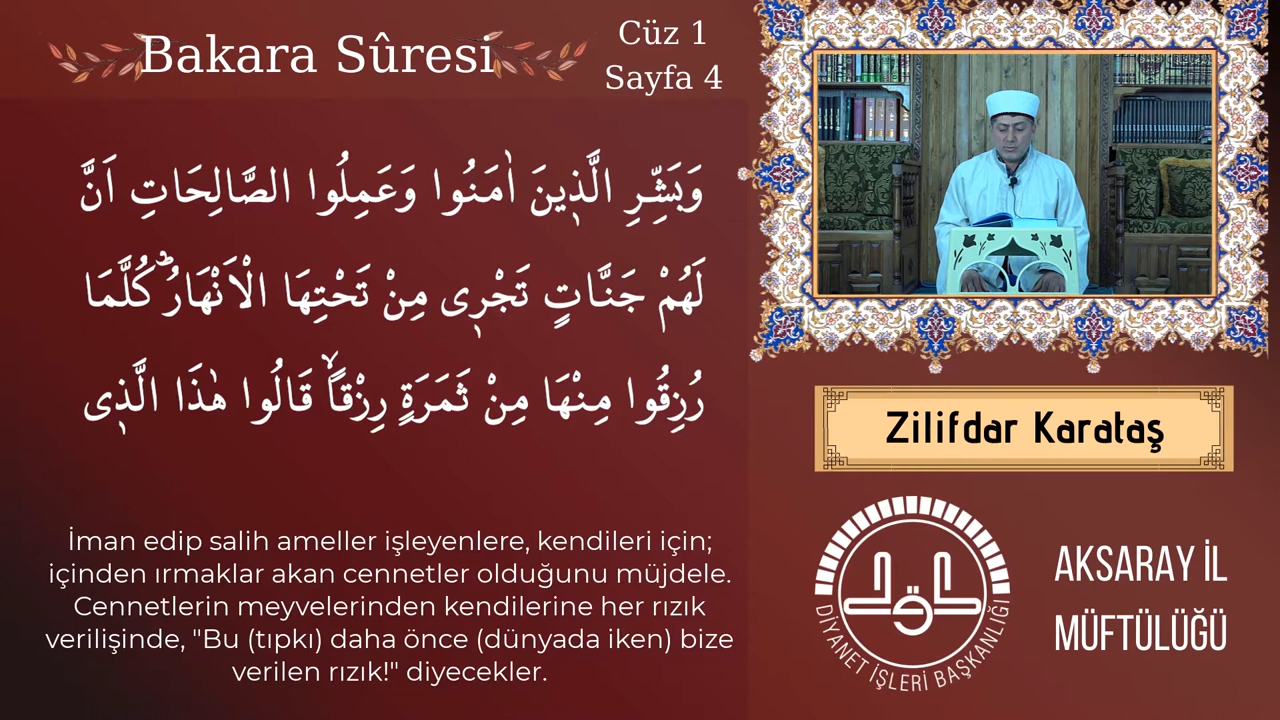 Bakara Sûresi
Cüz 1
Sayfa 4
وَبَشِّرِ الَّذ۪ينَ اٰمَنُوا وَعَمِلُوا الصَّالِحَاتِ اَنَّ
لَهُمْ جَنَّاتٍ تَجْر۪ى مِنْ تَحْتِهَا الْاَنْهَارُۜ كُلَّمَا
رُزِقُوا مِنْهَا مِنْ ثَمَرَةٍ رِزْقاًۙ قَالُوا هٰذَا الَّذ۪ى
İman edip salih ameller işleyenlere, kendileri için;
içinden ırmaklar akan cennetler olduğunu müjdele.
Cennetlerin meyvelerinden kendilerine her rızık
verilişinde, "Bu (tıpkı) daha önce (dünyada iken) bize
verilen rızık!" diyecekler.
Zilifdar Karataş
DİYANET İŞLERİ BAŞKANLIĞI
AKSARAY İL
MÜFTÜLÜĞÜ